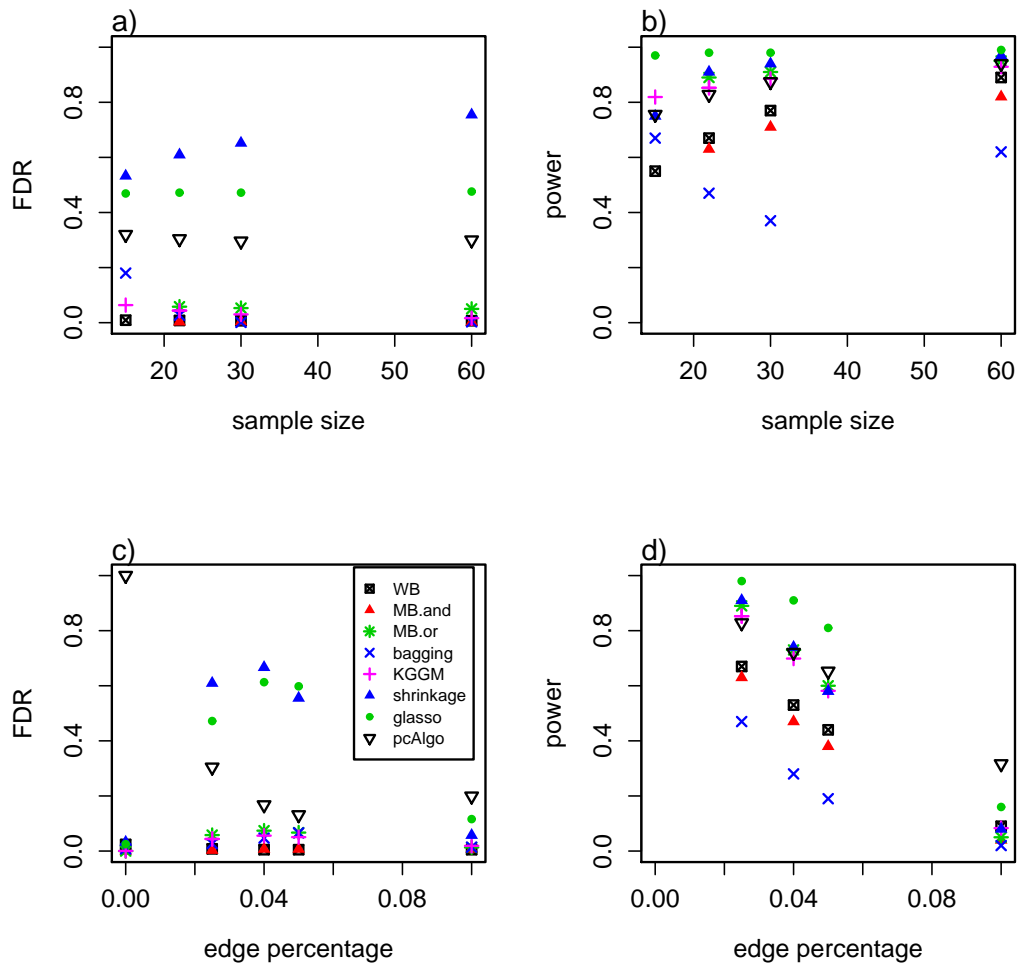 a)
FDR
0.0 0.4 0.8
20 30 40 50 60
sample size
b)
power
0.0 0.4 0.8
20 30 40 50 60
sample size
c)
FDR
0.0 0.4 0.8
0.00 0.04 0.08
edge percentage
WB
MB.and
MB.or
bagging
KGGM
shrinkage
glasso
pcAlgo
d)
power
0.0 0.4 0.8
0.00 0.04 0.08
edge percentage